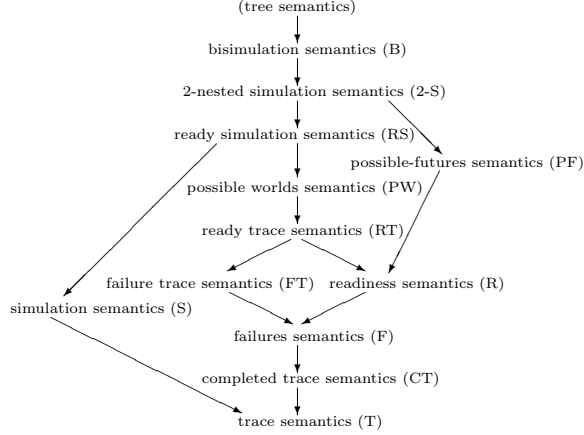 (tree semantics)
bisimulation semantics (B)
2-nested simulation semantics (2-S)
ready simulation semantics (RS)
possible-futures semantics (PF)
possible worlds semantics (PW)
ready trace semantics (RT)
failure trace semantics (FT)
readiness semantics (R)
simulation semantics (S)
failures semantics (F)
completed trace semantics (CT)
trace semantics (T)